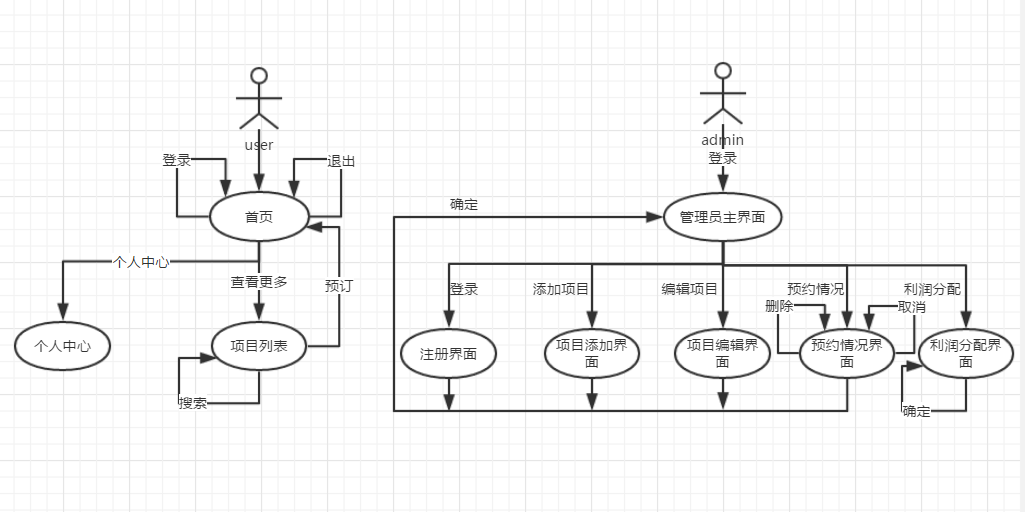 user
admin
登录
登录
退出
首页
确定
管理员主界面
个人中心
查看更多
预订
登录
添加项目
编辑项目
预约情况
利润分配
删除
取消
个人中心
项目列表
注册界面
项目添加界
面
项目编辑界
面
预约情况界
面
利润分配界
面
搜索
确定